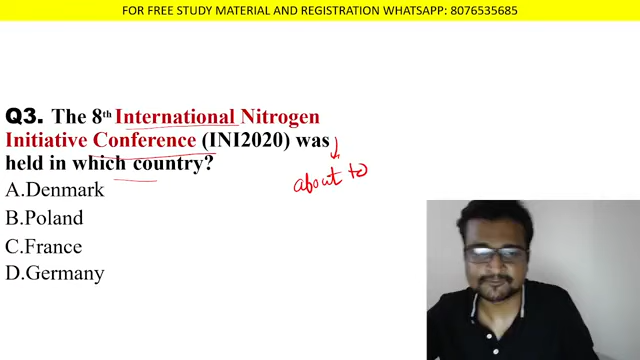 FOR FREE STUDY MATERIAL AND REGISTRATION WHATSAPP: 8076535685
Q3. The 8th International Nitrogen
Initiative Conference (INI2020) was
held in which country?
about to
A.Denmark
B.Poland
C.France
D.Germany